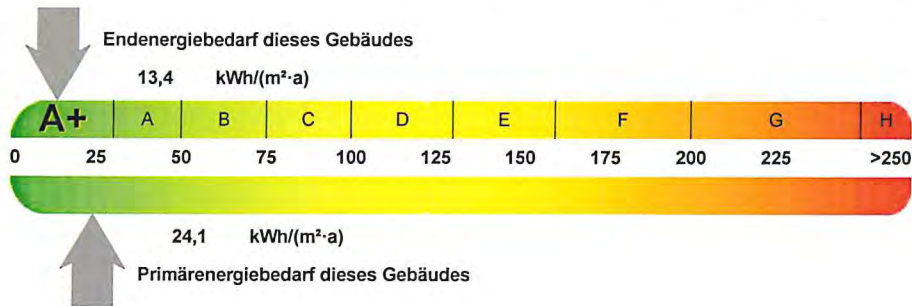 Endenergiebedarf dieses Gebäudes
13,4 kWh/(m²·a)
A+ A B C D E F G H
0 25 50 75 100 125 150 175 200 225 >250
24,1 kWh/(m²·a)
Primärenergiebedarf dieses Gebäudes